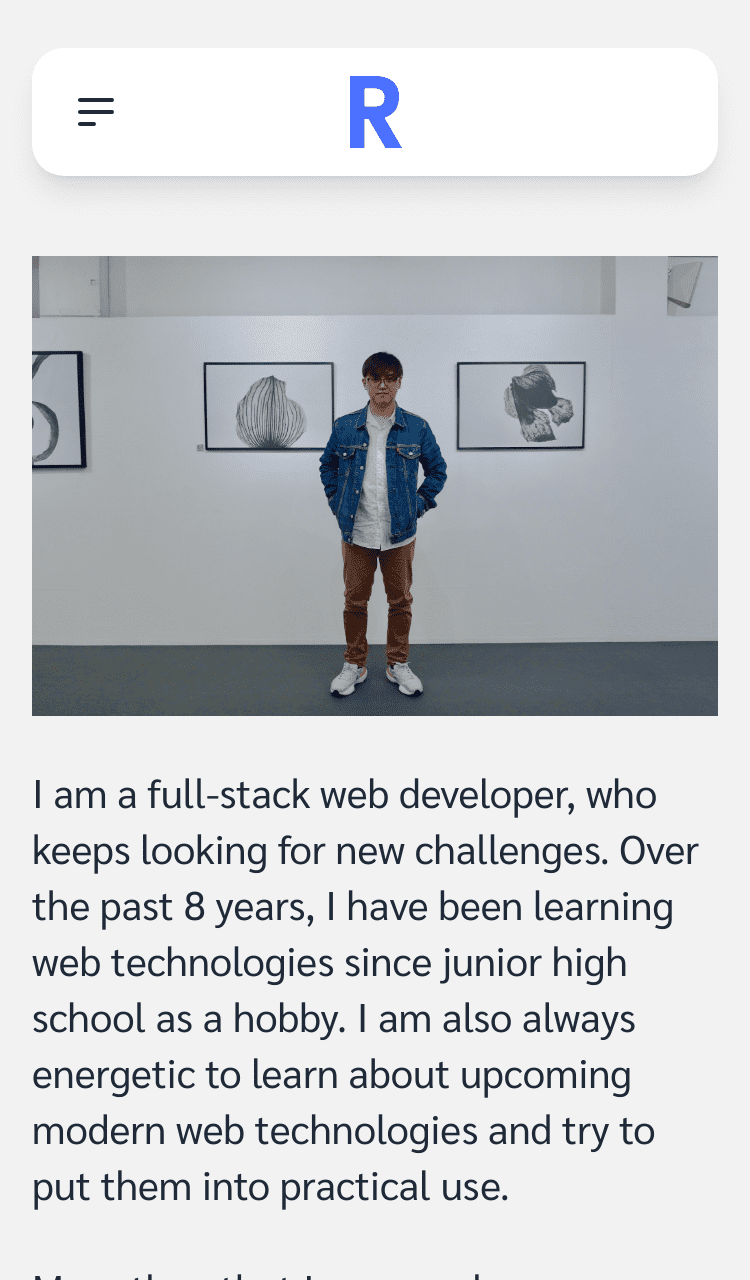 R
I am a full-stack web developer, who
keeps looking for new challenges. Over
the past 8 years, I have been learning
web technologies since junior high
school as a hobby. I am also always
energetic to learn about upcoming
modern web technologies and try to
put them into practical use.